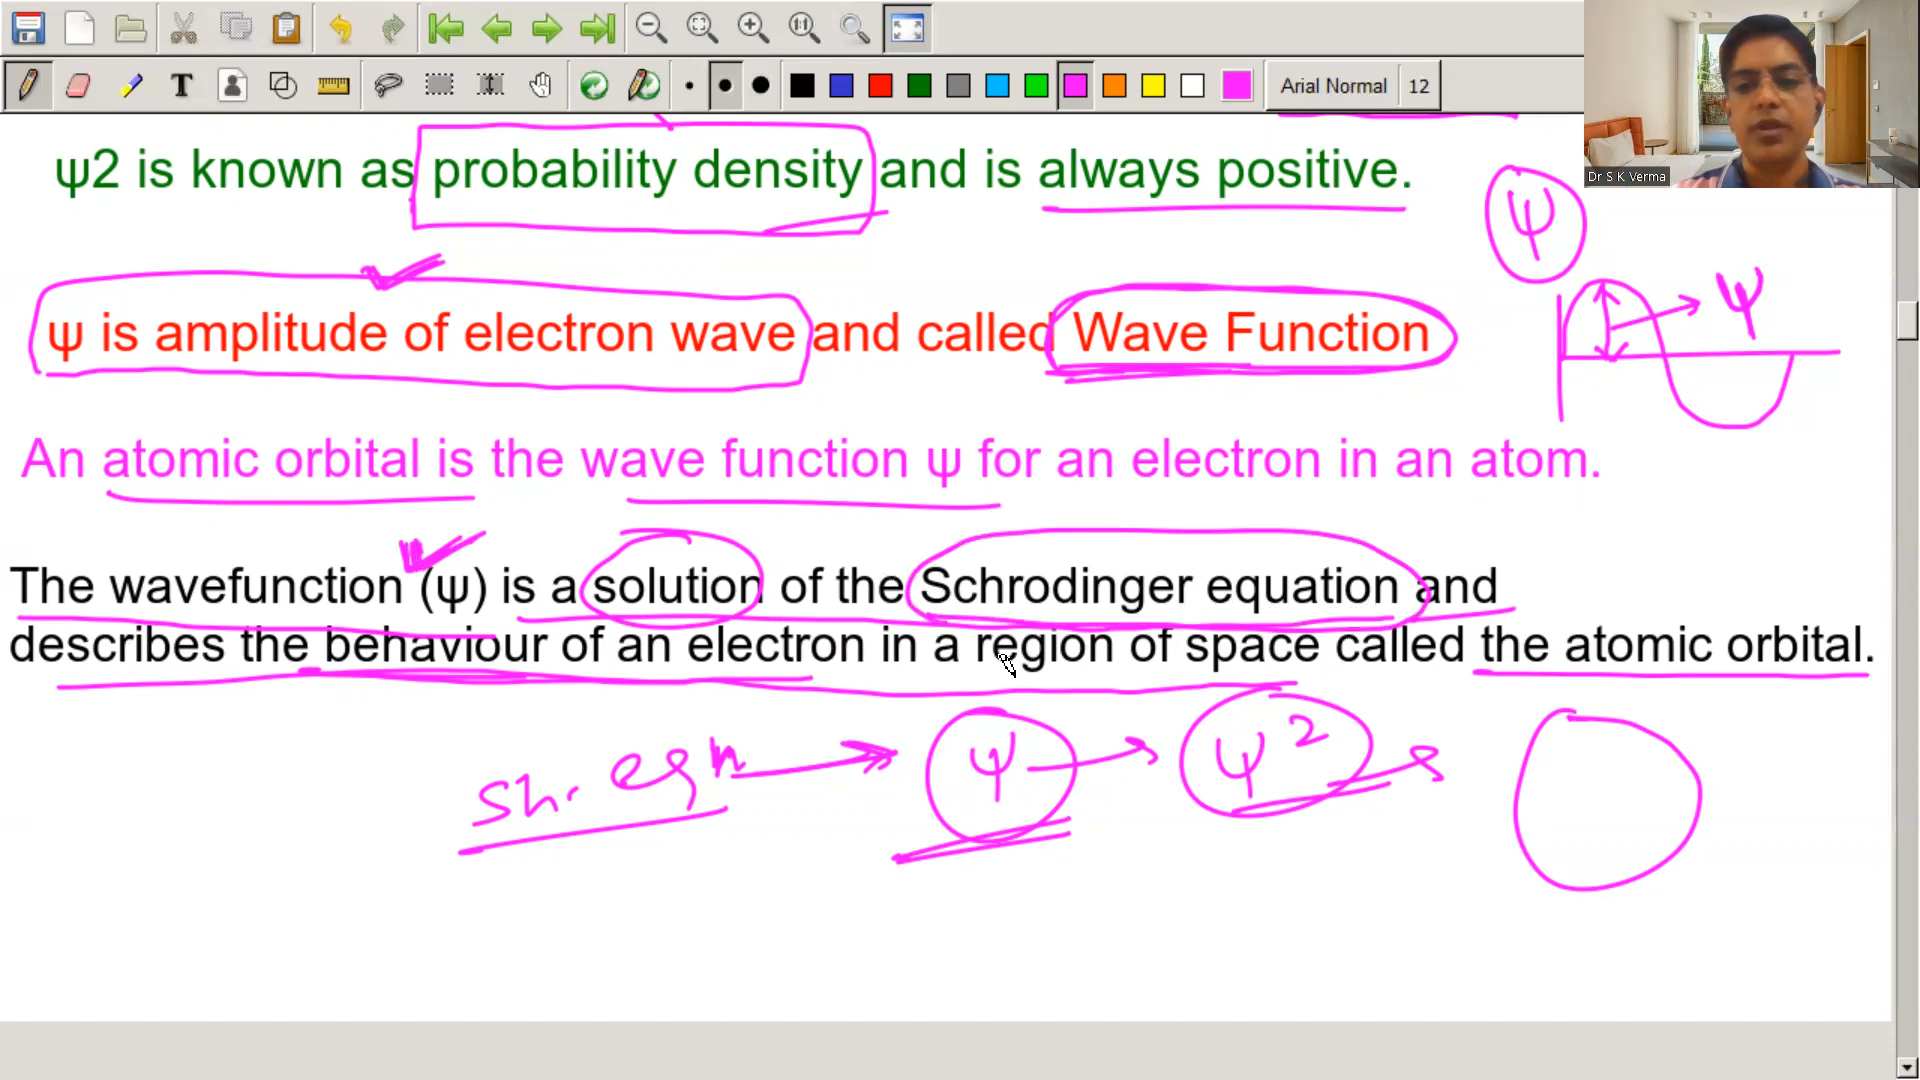 Arial Normal 12
Dr S K Verma
ψ2 is known as probability density and is always positive.
ψ
ψ is amplitude of electron wave and called Wave Function
ψ
An atomic orbital is the wave function ψ for an electron in an atom.
The wavefunction (ψ) is a solution of the Schrodinger equation and
describes the behaviour of an electron in a region of space called the atomic orbital.
Sh. eqn → ψ → ψ² →